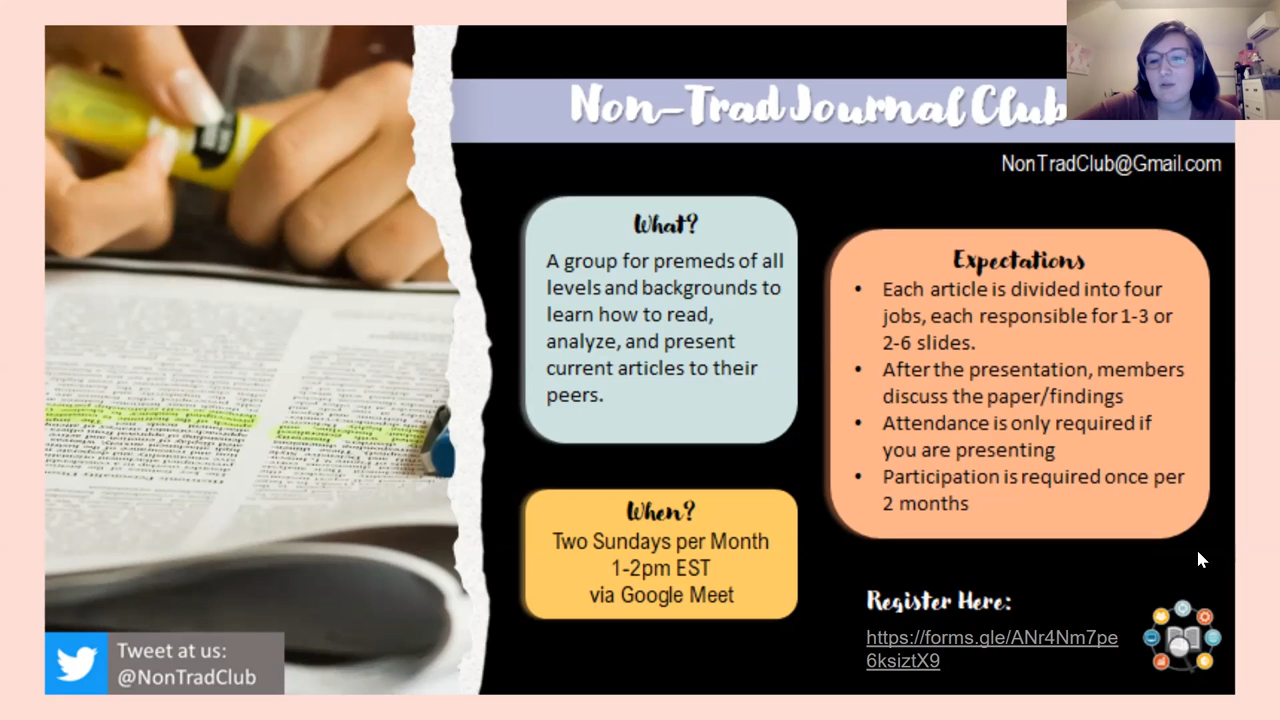 Non-Trad Journal Club
NonTradClub@Gmail.com
What?
A group for premeds of all
levels and backgrounds to
learn how to read,
analyze, and present
current articles to their
peers.
When?
Two Sundays per Month
1-2pm EST
via Google Meet
Expectations
• Each article is divided into four
jobs, each responsible for 1-3 or
2-6 slides.
• After the presentation, members
discuss the paper/findings
• Attendance is only required if
you are presenting
• Participation is required once per
2 months
Register Here:
https://forms.gle/ANr4Nm7pe
6ksiztX9
Tweet at us:
@NonTradClub